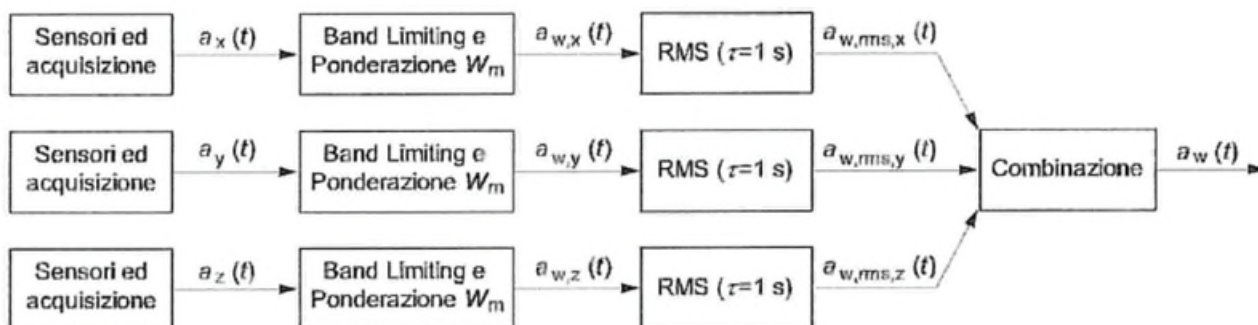 Sensori ed
acquisizione
a_x (t)
Band Limiting e
Ponderazione W_m
a_w,x (t)
RMS (τ=1 s)
a_w,rms,x (t)
Sensori ed
acquisizione
a_y (t)
Band Limiting e
Ponderazione W_m
a_w,y (t)
RMS (τ=1 s)
a_w,rms,y (t)
Combinazione
a_w (t)
Sensori ed
acquisizione
a_z (t)
Band Limiting e
Ponderazione W_m
a_w,z (t)
RMS (τ=1 s)
a_w,rms,z (t)